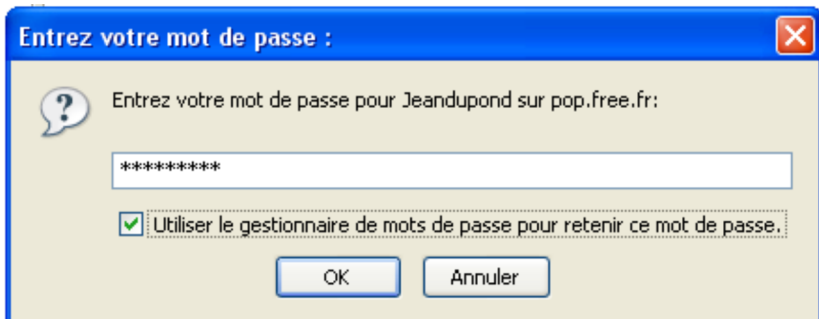 Entrez votre mot de passe :
Entrez votre mot de passe pour Jeandupond sur pop.free.fr:
*********
Utiliser le gestionnaire de mots de passe pour retenir ce mot de passe.
OK Annuler